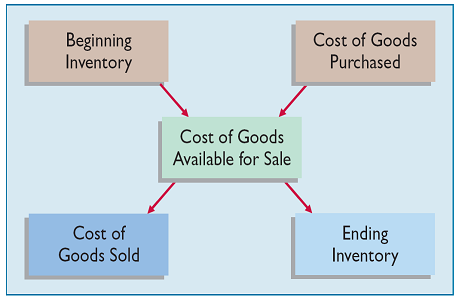 Beginning
Inventory
Cost of Goods
Purchased
Cost of Goods
Available for Sale
Cost of
Goods Sold
Ending
Inventory